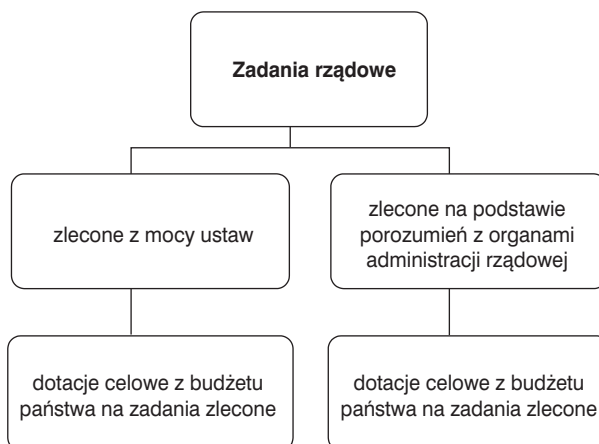 Zadania rządowe
zlecone z mocy ustaw
zlecone na podstawie
porozumień z organami
administracji rządowej
dotacje celowe z budżetu
państwa na zadania zlecone
dotacje celowe z budżetu
państwa na zadania zlecone